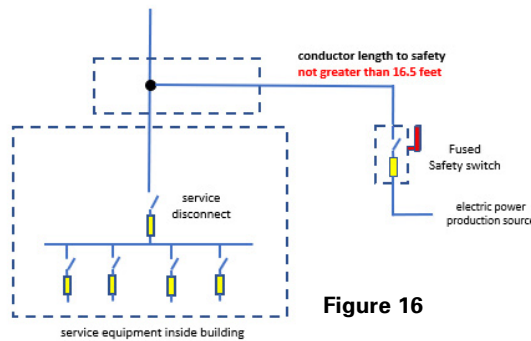 conductor length to safety
not greater than 16.5 feet
Fused
Safety switch
service
disconnect
electric power
production source
Figure 16
service equipment inside building